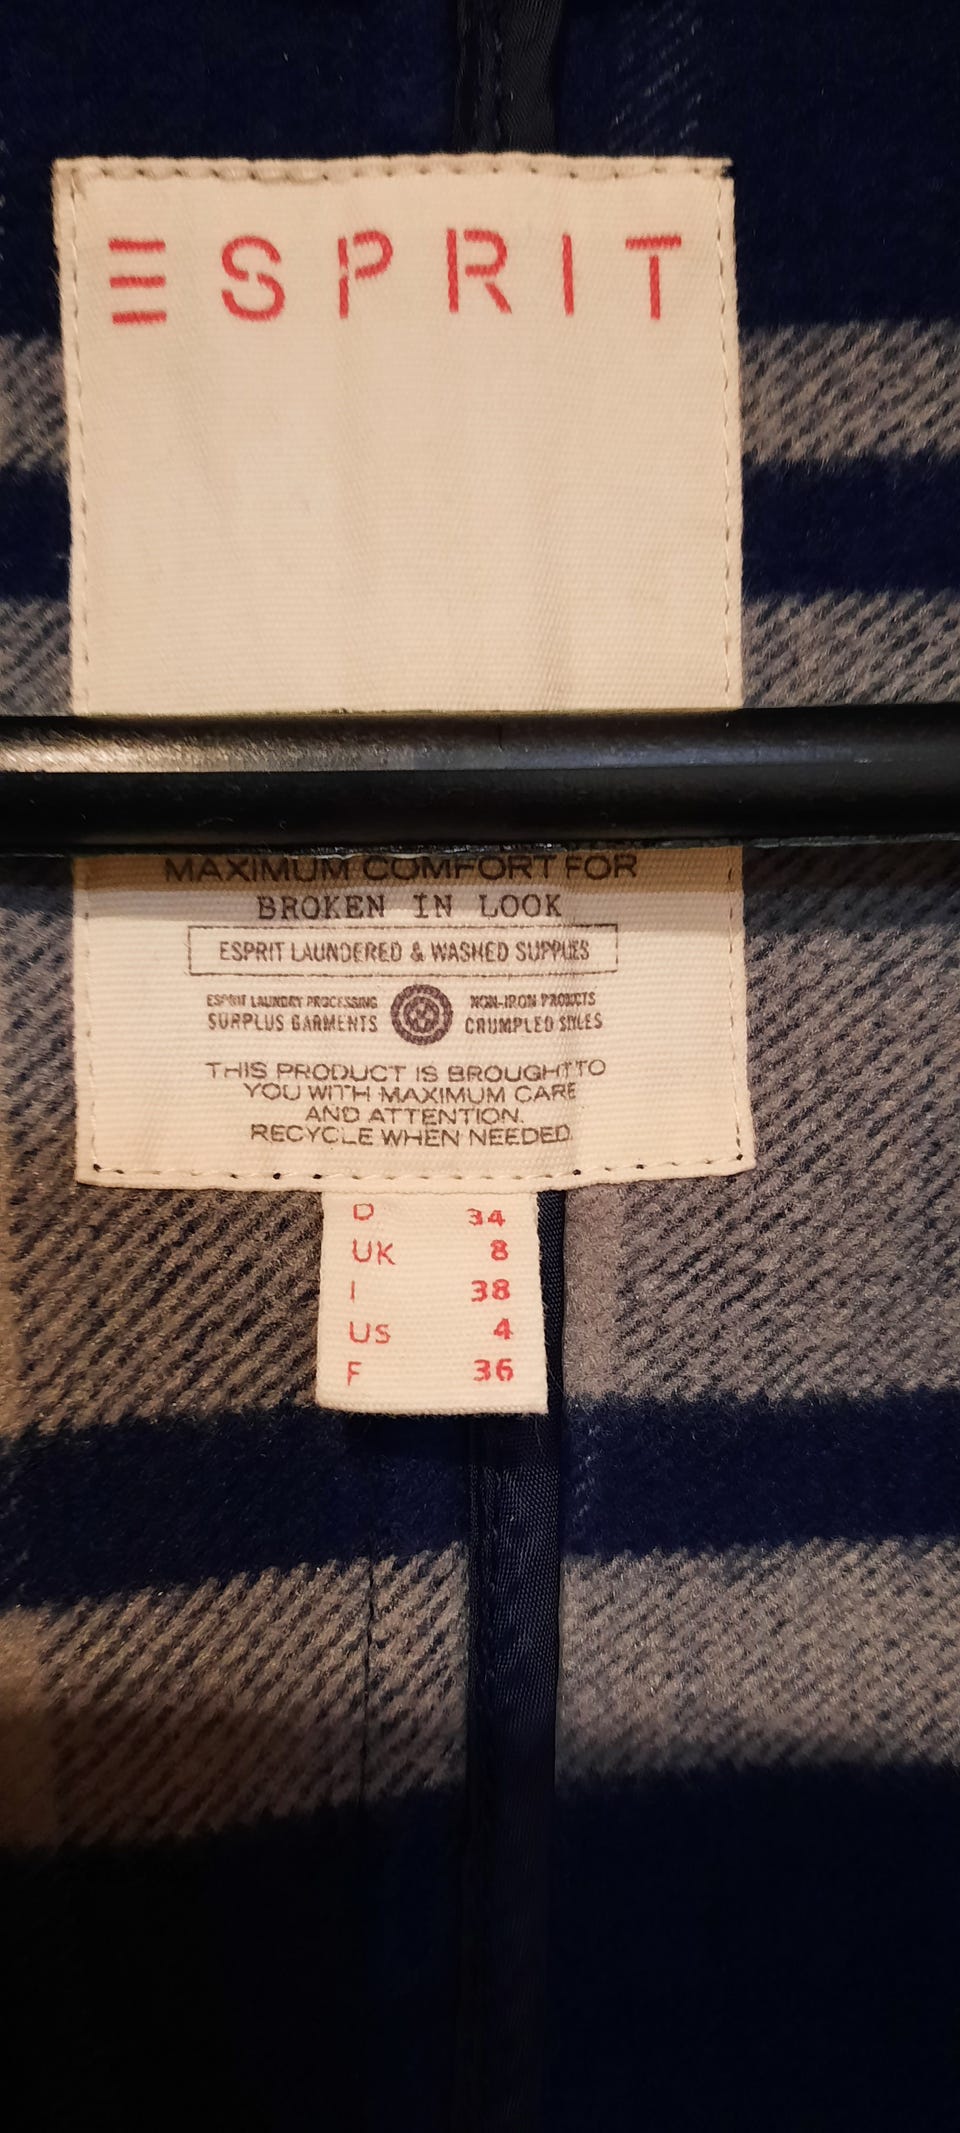 ESPRIT
MAXIMUM COMFORT FOR
BROKEN IN LOOK
ESPRIT LAUNDERED & WASHED SUPPLIES
ESPRIT LAUNDRY PROCESSING
SURPLUS GARMENTS
NON-IRON PRODUCTS
CRUMPLED STYLES
THIS PRODUCT IS BROUGHT TO
YOU WITH MAXIMUM CARE
AND ATTENTION.
RECYCLE WHEN NEEDED.
D 34
UK 8
I 38
US 4
F 36